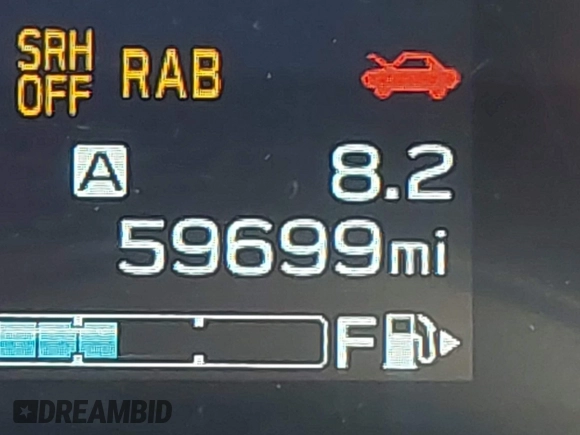 SRH
OFF
RAB
A
8.2
59699mi
F
DREAMBID